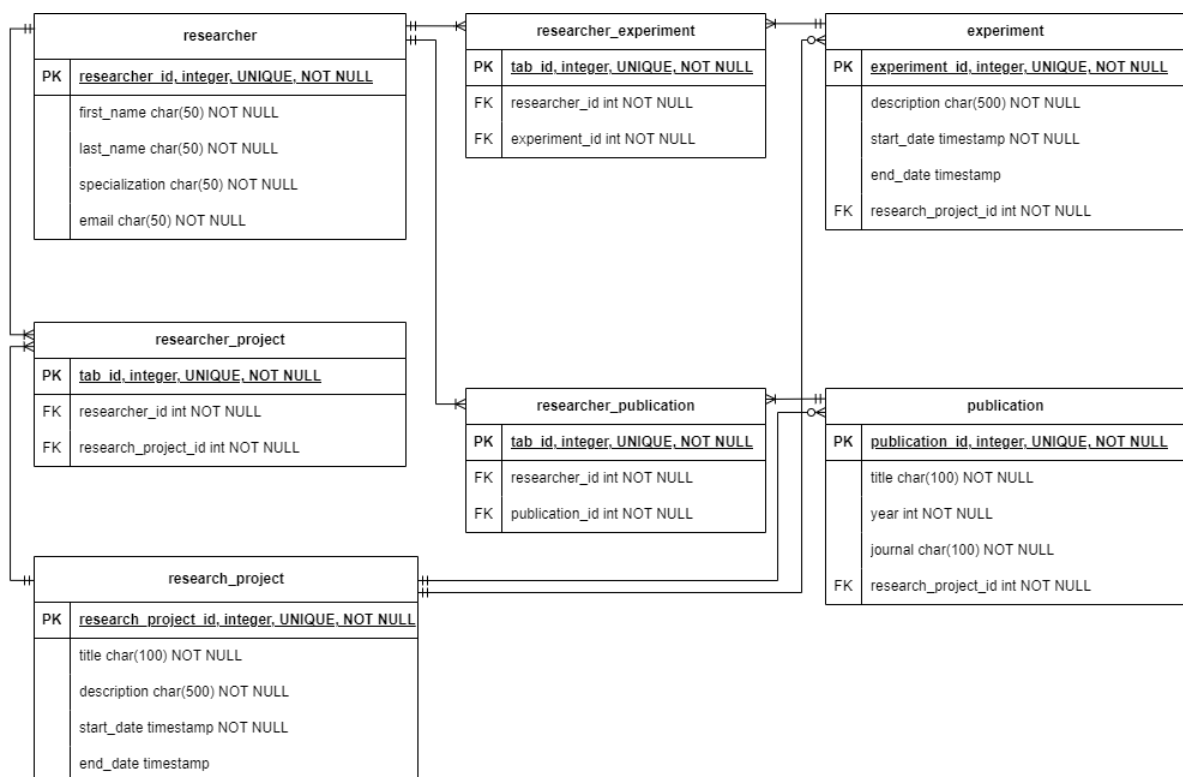 researcher
PK researcher_id, integer, UNIQUE, NOT NULL
first_name char(50) NOT NULL
last_name char(50) NOT NULL
specialization char(50) NOT NULL
email char(50) NOT NULL
researcher_experiment
PK tab_id, integer, UNIQUE, NOT NULL
FK researcher_id int NOT NULL
FK experiment_id int NOT NULL
experiment
PK experiment_id, integer, UNIQUE, NOT NULL
description char(500) NOT NULL
start_date timestamp NOT NULL
end_date timestamp
FK research_project_id int NOT NULL
researcher_project
PK tab_id, integer, UNIQUE, NOT NULL
FK researcher_id int NOT NULL
FK research_project_id int NOT NULL
researcher_publication
PK tab_id, integer, UNIQUE, NOT NULL
FK researcher_id int NOT NULL
FK publication_id int NOT NULL
publication
PK publication_id, integer, UNIQUE, NOT NULL
title char(100) NOT NULL
year int NOT NULL
journal char(100) NOT NULL
FK research_project_id int NOT NULL
research_project
PK research_project_id, integer, UNIQUE, NOT NULL
title char(100) NOT NULL
description char(500) NOT NULL
start_date timestamp NOT NULL
end_date timestamp